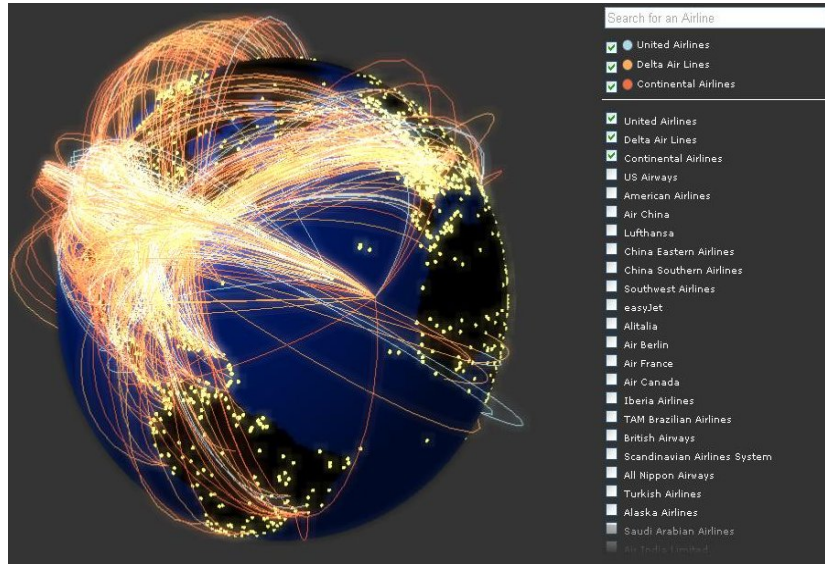 Search for an Airline
United Airlines
Delta Air Lines
Continental Airlines
United Airlines
Delta Air Lines
Continental Airlines
US Airways
American Airlines
Air China
Lufthansa
China Eastern Airlines
China Southern Airlines
Southwest Airlines
easyJet
Alitalia
Air Berlin
Air France
Air Canada
Iberia Airlines
TAM Brazilian Airlines
British Airways
Scandinavian Airlines System
All Nippon Airways
Turkish Airlines
Alaska Airlines
Saudi Arabian Airlines
Air India Limited